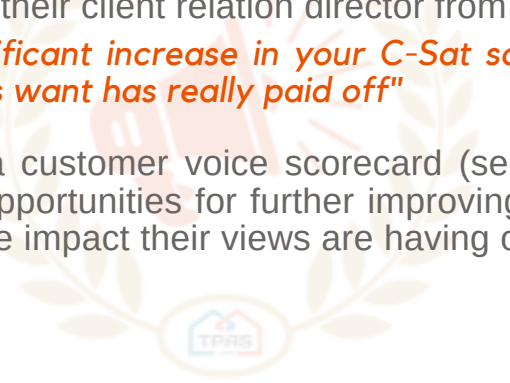 their client relation director from
ificant increase in your C-Sat sc
s want has really paid off"
a customer voice scorecard (se
pportunities for further improving
e impact their views are having o
TPAS